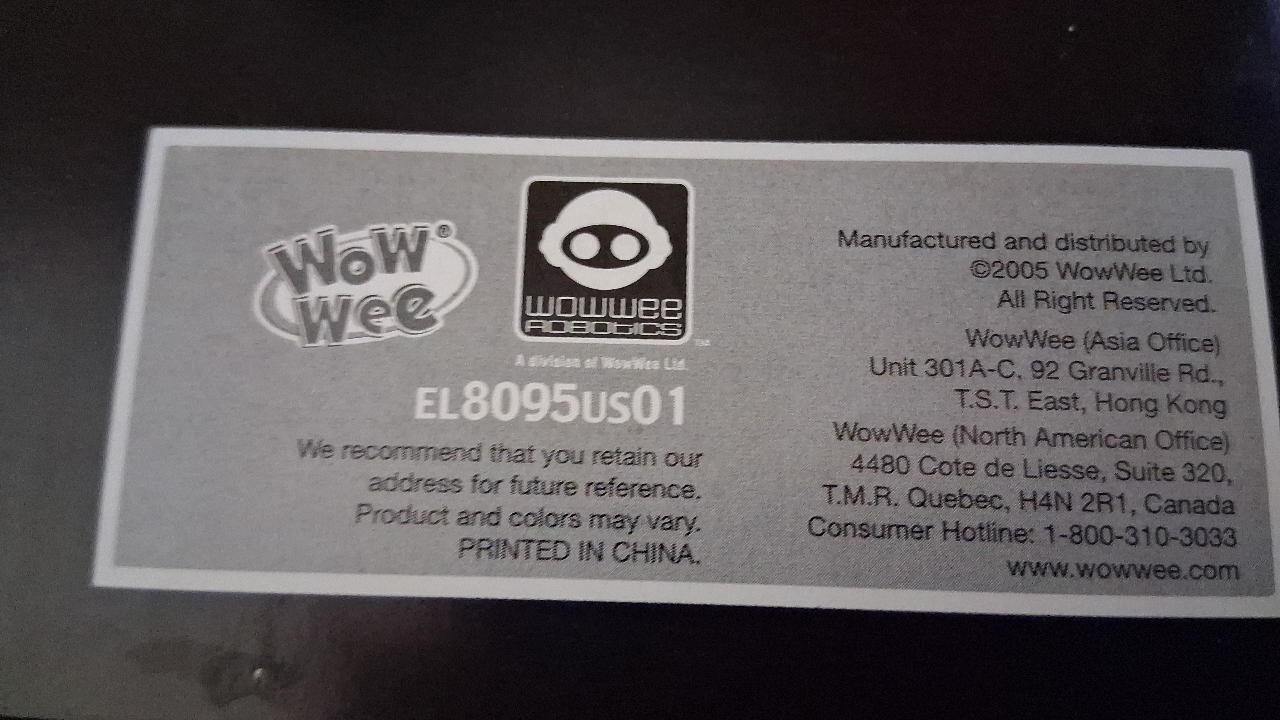 WoW®
Wee
WOWWEE
ROBOTICS
™
A division of WowWee Ltd.
EL8095US01
We recommend that you retain our
address for future reference.
Product and colors may vary.
PRINTED IN CHINA.
Manufactured and distributed by
©2005 WowWee Ltd.
All Right Reserved.
WowWee (Asia Office)
Unit 301A-C, 92 Granville Rd.,
T.S.T. East, Hong Kong
WowWee (North American Office)
4480 Cote de Liesse, Suite 320,
T.M.R. Quebec, H4N 2R1, Canada
Consumer Hotline: 1-800-310-3033
www.wowwee.com